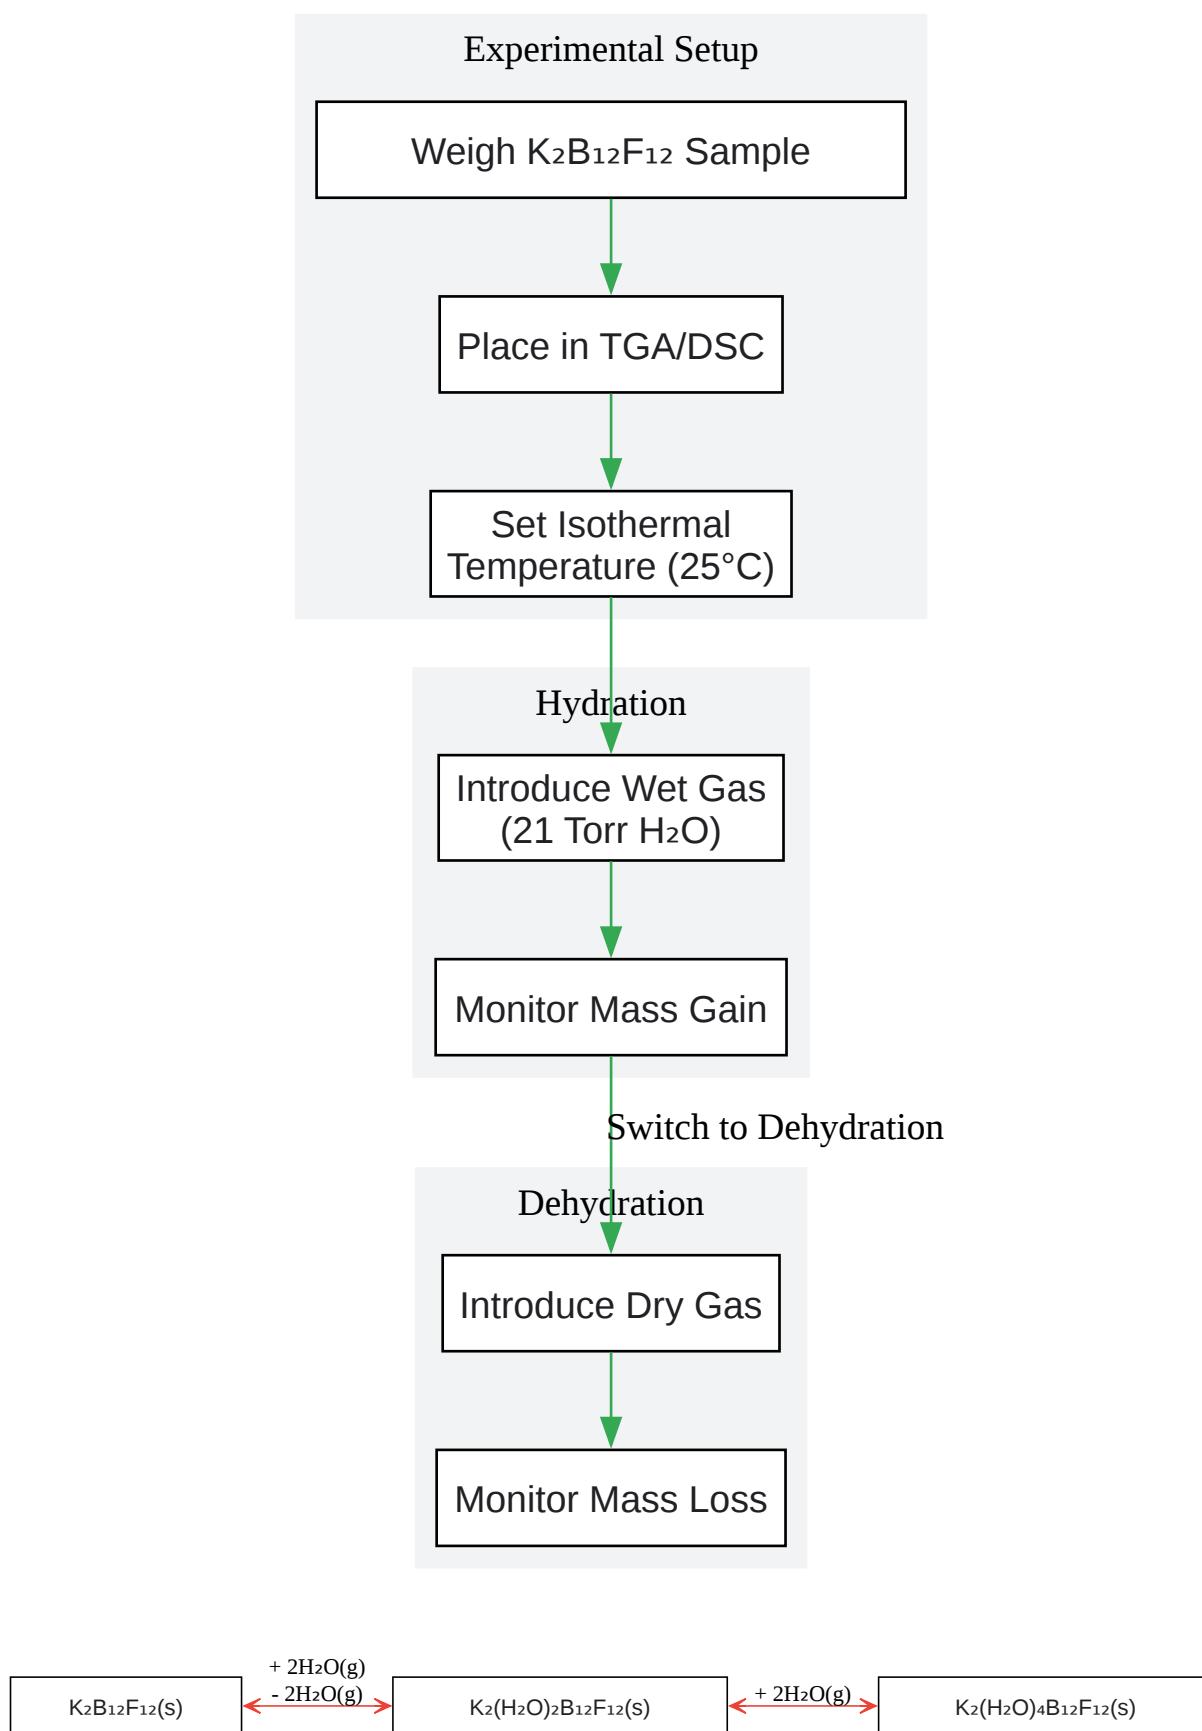 Experimental Setup
Weigh K₂B₁₂F₁₂ Sample
Place in TGA/DSC
Set Isothermal
Temperature (25°C)
Hydration
Introduce Wet Gas
(21 Torr H₂O)
Monitor Mass Gain
Switch to Dehydration
Dehydration
Introduce Dry Gas
Monitor Mass Loss
+ 2H₂O(g)
- 2H₂O(g)
+ 2H₂O(g)
K₂B₁₂F₁₂(s)
K₂(H₂O)₂B₁₂F₁₂(s)
K₂(H₂O)₄B₁₂F₁₂(s)